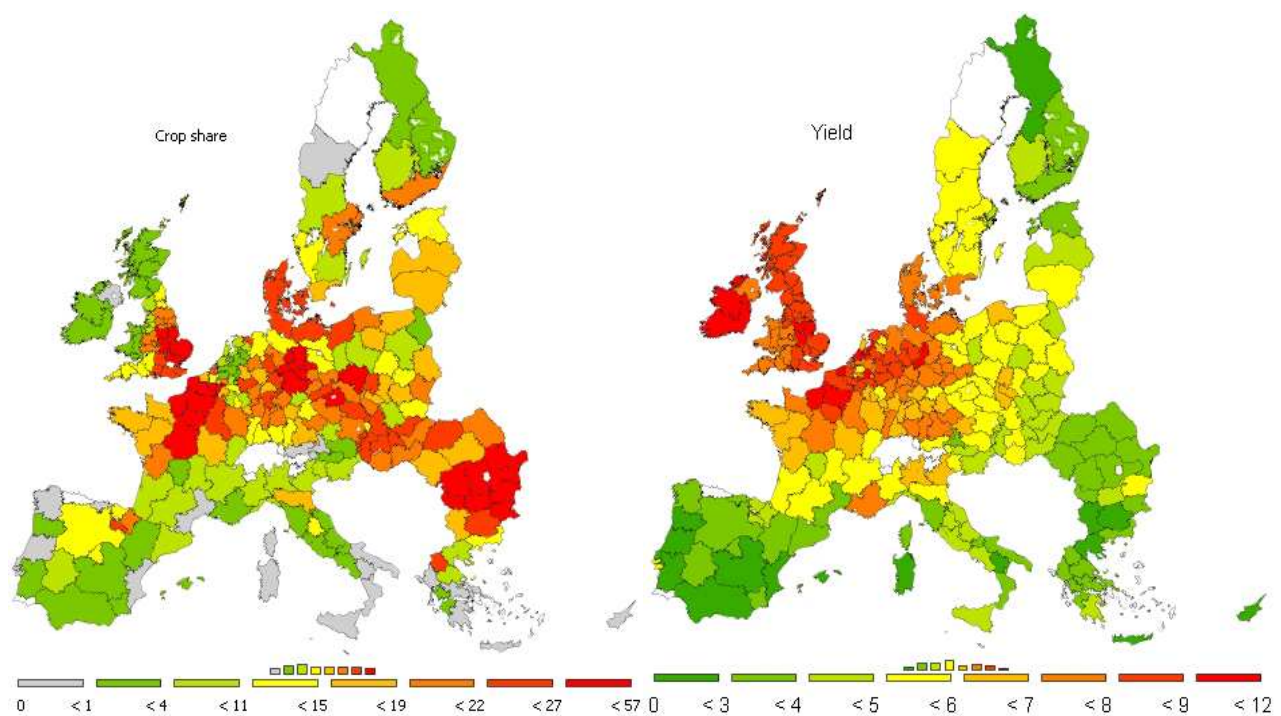 Crop share
Yield
0 < 1 < 4 < 11 < 15 < 19 < 22 < 27 < 57
0 < 3 < 4 < 5 < 6 < 7 < 8 < 9 < 12